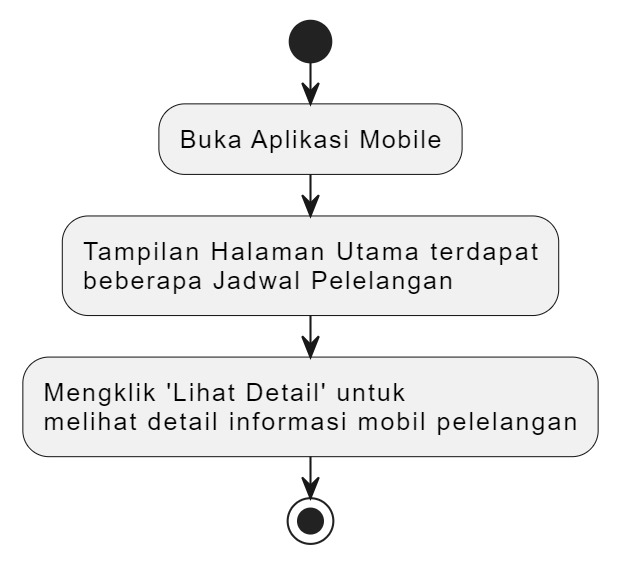 Buka Aplikasi Mobile
Tampilan Halaman Utama terdapat
beberapa Jadwal Pelelangan
Mengklik 'Lihat Detail' untuk
melihat detail informasi mobil pelelangan